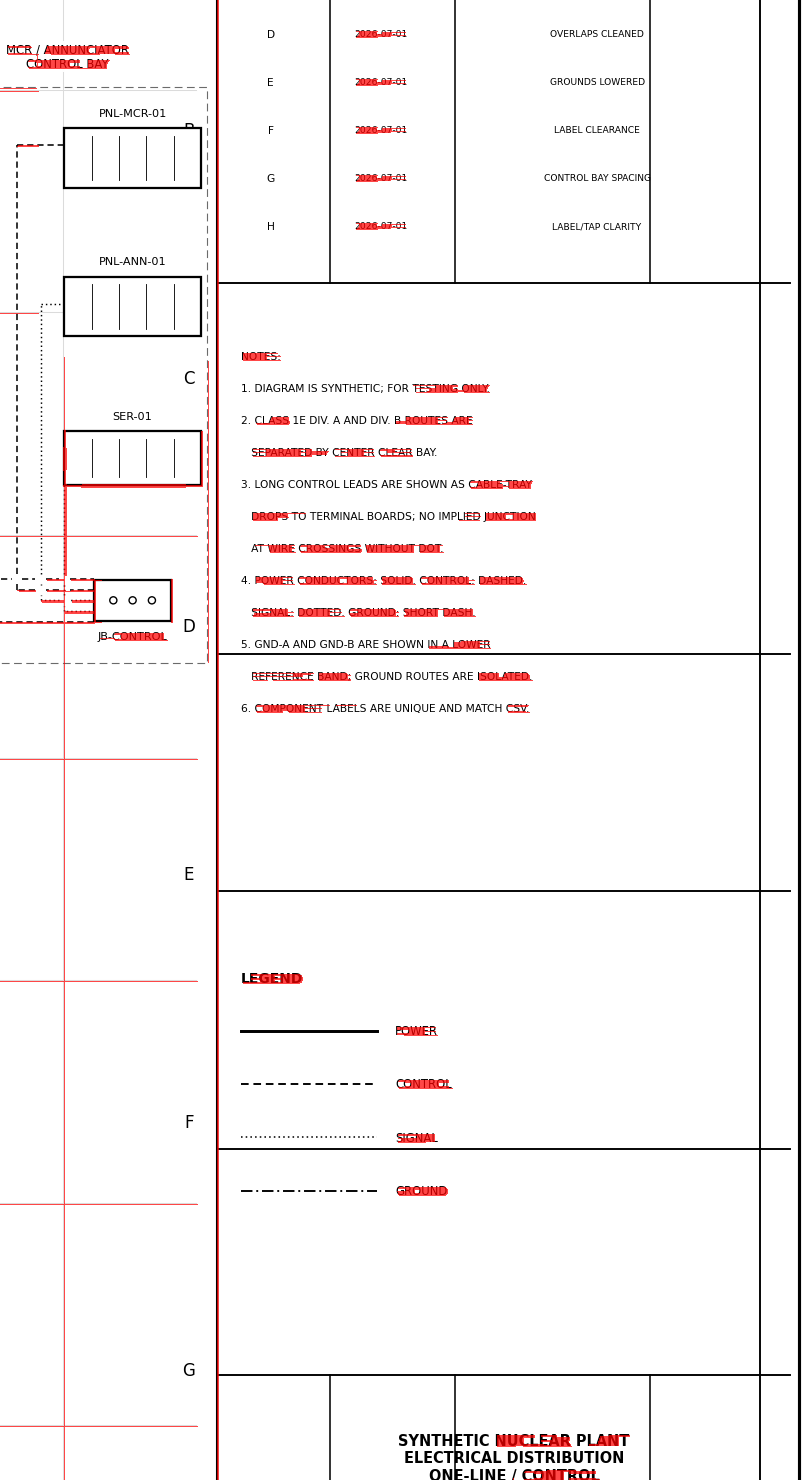 MCR / ANNUNCIATOR
CONTROL BAY
PNL-MCR-01
B
PNL-ANN-01
C
SER-01
JB-CONTROL
D
E
F
G
D 2026-07-01 OVERLAPS CLEANED
E 2026-07-01 GROUNDS LOWERED
F 2026-07-01 LABEL CLEARANCE
G 2026-07-01 CONTROL BAY SPACING
H 2026-07-01 LABEL/TAP CLARITY
NOTES:
1. DIAGRAM IS SYNTHETIC; FOR TESTING ONLY.
2. CLASS 1E DIV. A AND DIV. B ROUTES ARE
SEPARATED BY CENTER CLEAR BAY.
3. LONG CONTROL LEADS ARE SHOWN AS CABLE-TRAY
DROPS TO TERMINAL BOARDS; NO IMPLIED JUNCTION
AT WIRE CROSSINGS WITHOUT DOT.
4. POWER CONDUCTORS: SOLID. CONTROL: DASHED.
SIGNAL: DOTTED. GROUND: SHORT DASH.
5. GND-A AND GND-B ARE SHOWN IN A LOWER
REFERENCE BAND; GROUND ROUTES ARE ISOLATED.
6. COMPONENT LABELS ARE UNIQUE AND MATCH CSV.
LEGEND
POWER
CONTROL
SIGNAL
GROUND
SYNTHETIC NUCLEAR PLANT
ELECTRICAL DISTRIBUTION
ONE-LINE / CONTROL